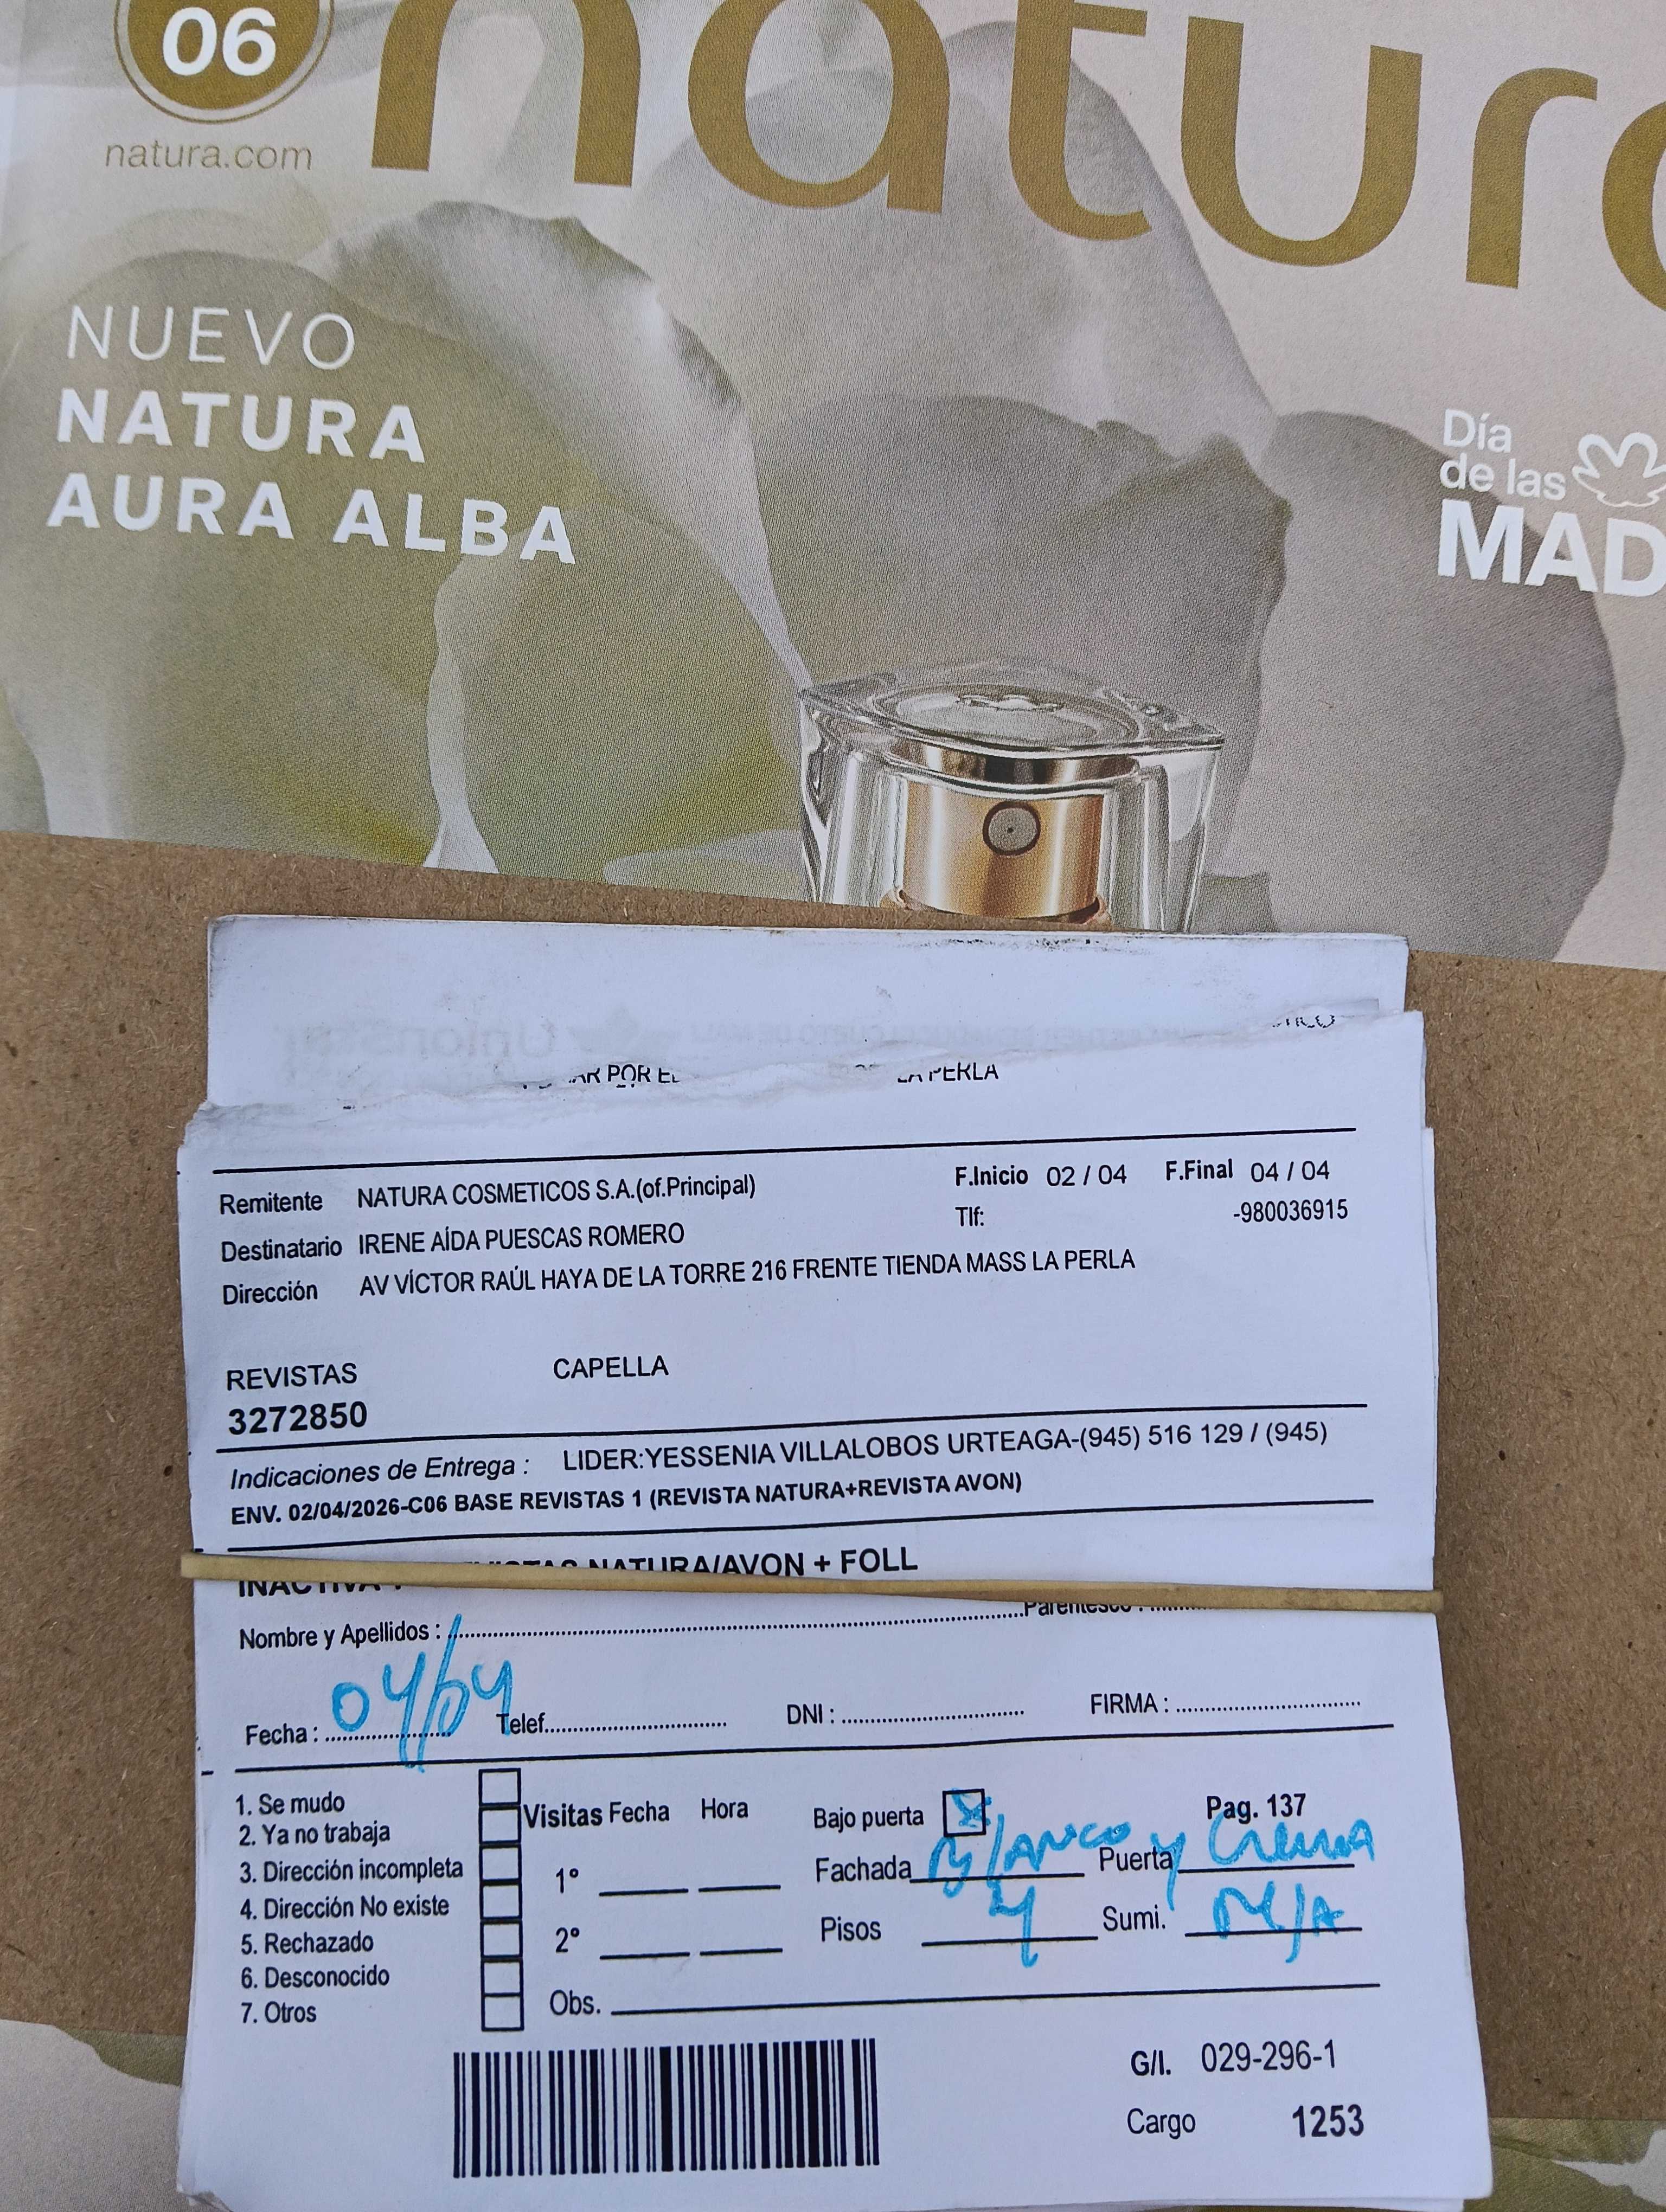 06
natura.com
natura
NUEVO
NATURA
AURA ALBA
Día
de las
MAD
UnionStar
LA PERLA
Remitente NATURA COSMETICOS S.A.(of.Principal) F.Inicio 02 / 04 F.Final 04 / 04
Destinatario IRENE AÍDA PUESCAS ROMERO Tlf: -980036915
Dirección AV VÍCTOR RAÚL HAYA DE LA TORRE 216 FRENTE TIENDA MASS LA PERLA
REVISTAS CAPELLA
3272850
Indicaciones de Entrega : LIDER:YESSENIA VILLALOBOS URTEAGA-(945) 516 129 / (945)
ENV. 02/04/2026-C06 BASE REVISTAS 1 (REVISTA NATURA+REVISTA AVON)
INACTIVA : NATURA/AVON + FOLL
Nombre y Apellidos : Parentesco :
Fecha : 04/04 Telef. DNI : FIRMA :
1. Se mudo
2. Ya no trabaja
3. Dirección incompleta
4. Dirección No existe
5. Rechazado
6. Desconocido
7. Otros
Visitas Fecha Hora
1°
2°
Obs.
Bajo puerta X Pag. 137
Fachada Blanco y Puerta Crema
Pisos 4 Sumi. N/A
G/I. 029-296-1
Cargo 1253